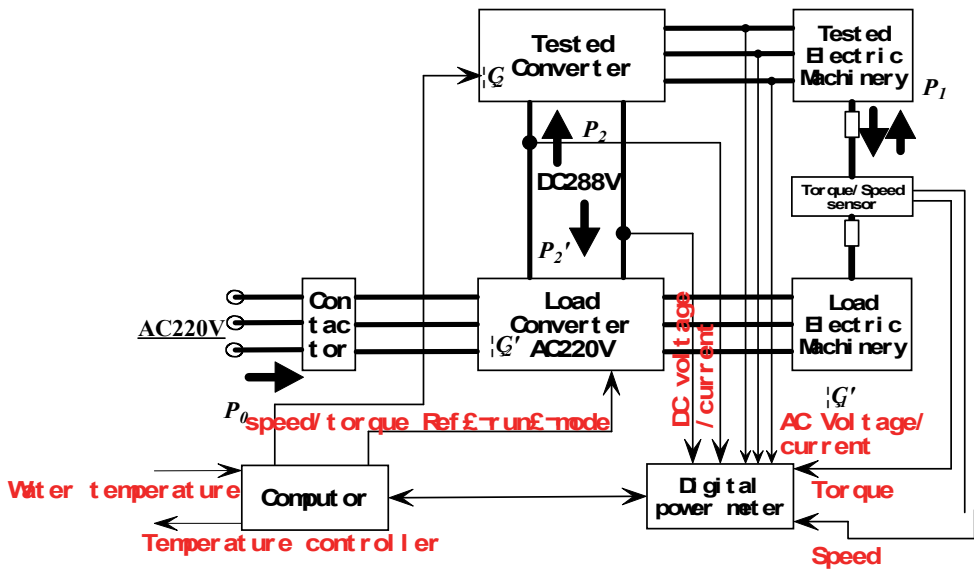 Tested
Converter
Tested
Electric
Machinery
P1
P2
DC288V
P2'
Torque/Speed
sensor
AC220V
Con
tac
tor
Load
Converter
AC220V
Load
Electric
Machinery
P0
speed/torque Ref£¬run£¬mode
DC voltage
/current
AC Voltage/
current
Water temperature
Computor
Temperature controller
Digital
power meter
Torque
Speed